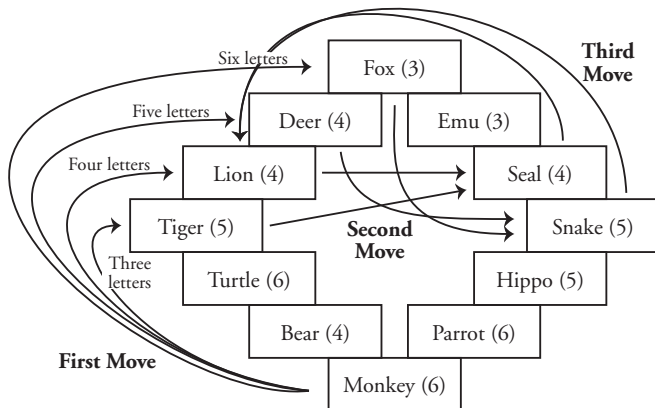 Six letters
Third
Move
Fox (3)
Five letters
Deer (4)
Emu (3)
Four letters
Lion (4)
Seal (4)
Tiger (5)
Second
Move
Snake (5)
Three
letters
Turtle (6)
Hippo (5)
Bear (4)
Parrot (6)
First Move
Monkey (6)